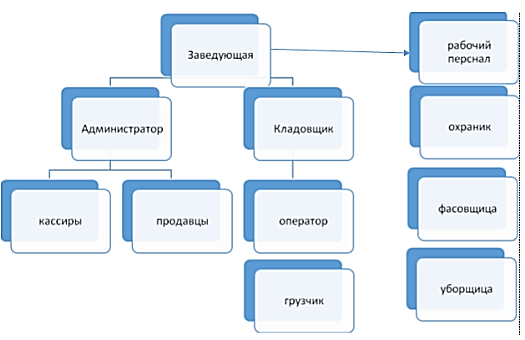 Заведующая
рабочий
перснал
Администратор
Кладовщик
охраник
кассиры
продавцы
оператор
фасовщица
грузчик
уборщица